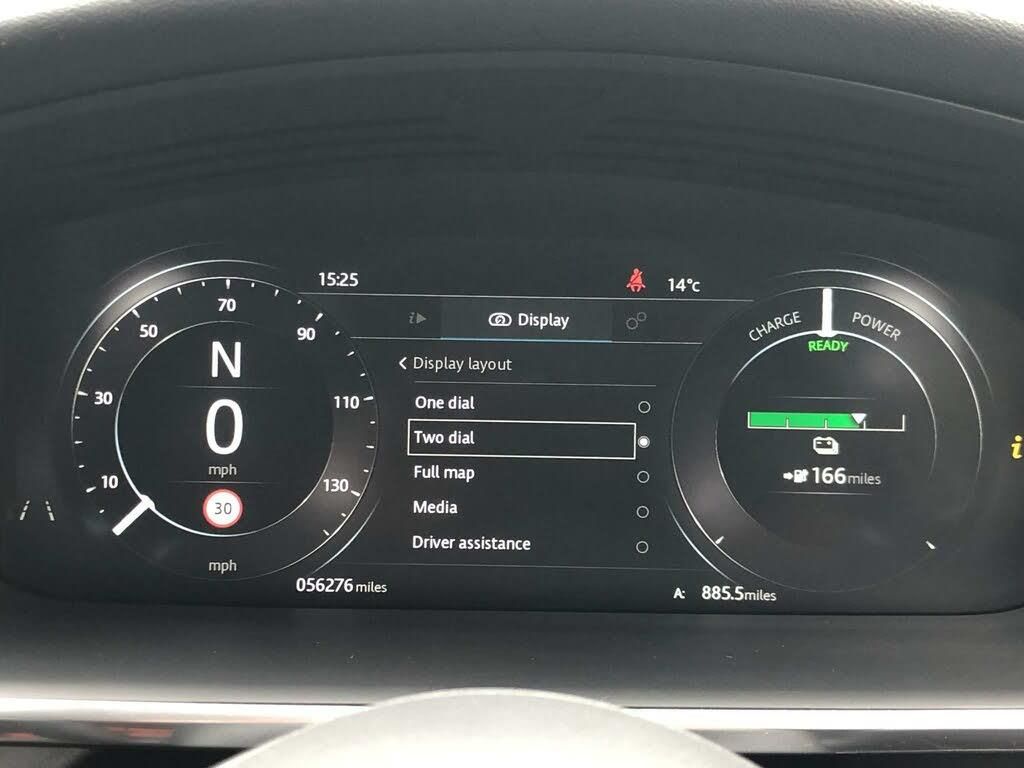 15:25
14°c
Display
Display layout
One dial
Two dial
Full map
Media
Driver assistance
10
30
50
70
90
110
130
N
0
mph
30
mph
056276 miles
CHARGE
POWER
READY
166 miles
A: 885.5 miles
i